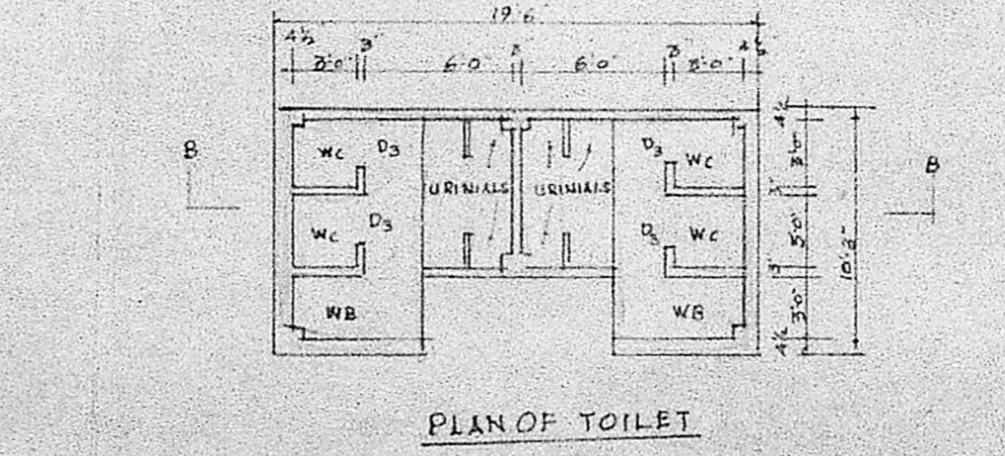 19'6"
4½ 3'-0" 3" 6'-0 3" 6'-0" 3" 3'-0" 4½
B B
WC D3 D3 WC
URINIALS URINIALS
WC D3 D3 WC
WB WB
4½ 3'-0" 3" 3'-0" 3" 3'-0" 4½
10'-3"
PLAN OF TOILET